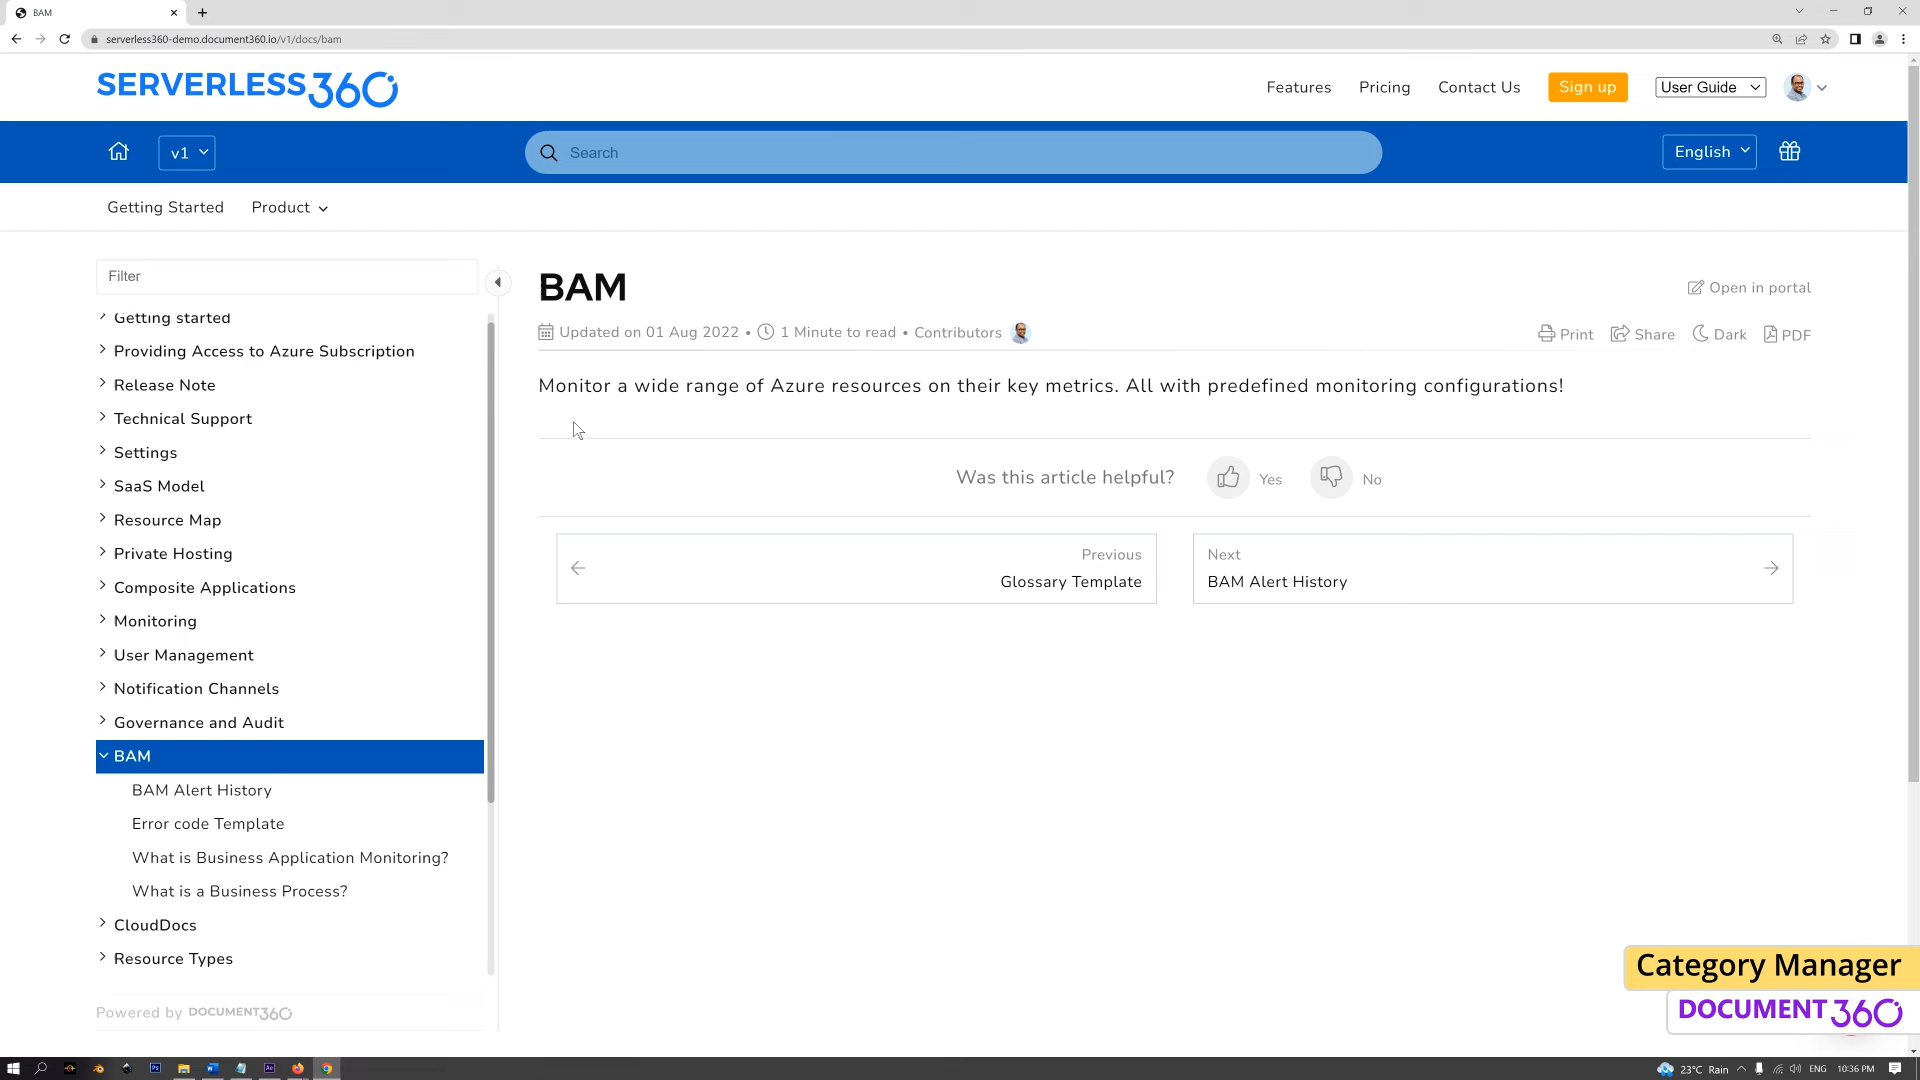 BAM
serverless360-demo.document360.io/v1/docs/bam
SERVERLESS360
Features
Pricing
Contact Us
Sign up
User Guide
v1
Search
English
Getting Started
Product
Filter
Getting started
Providing Access to Azure Subscription
Release Note
Technical Support
Settings
SaaS Model
Resource Map
Private Hosting
Composite Applications
Monitoring
User Management
Notification Channels
Governance and Audit
BAM
BAM Alert History
Error code Template
What is Business Application Monitoring?
What is a Business Process?
CloudDocs
Resource Types
Powered by DOCUMENT360
BAM
Open in portal
Updated on 01 Aug 2022 • 1 Minute to read • Contributors
Print
Share
Dark
PDF
Monitor a wide range of Azure resources on their key metrics. All with predefined monitoring configurations!
Was this article helpful?
Yes
No
Previous
Glossary Template
Next
BAM Alert History
Category Manager
DOCUMENT360
23°C Rain
ENG
10:36 PM